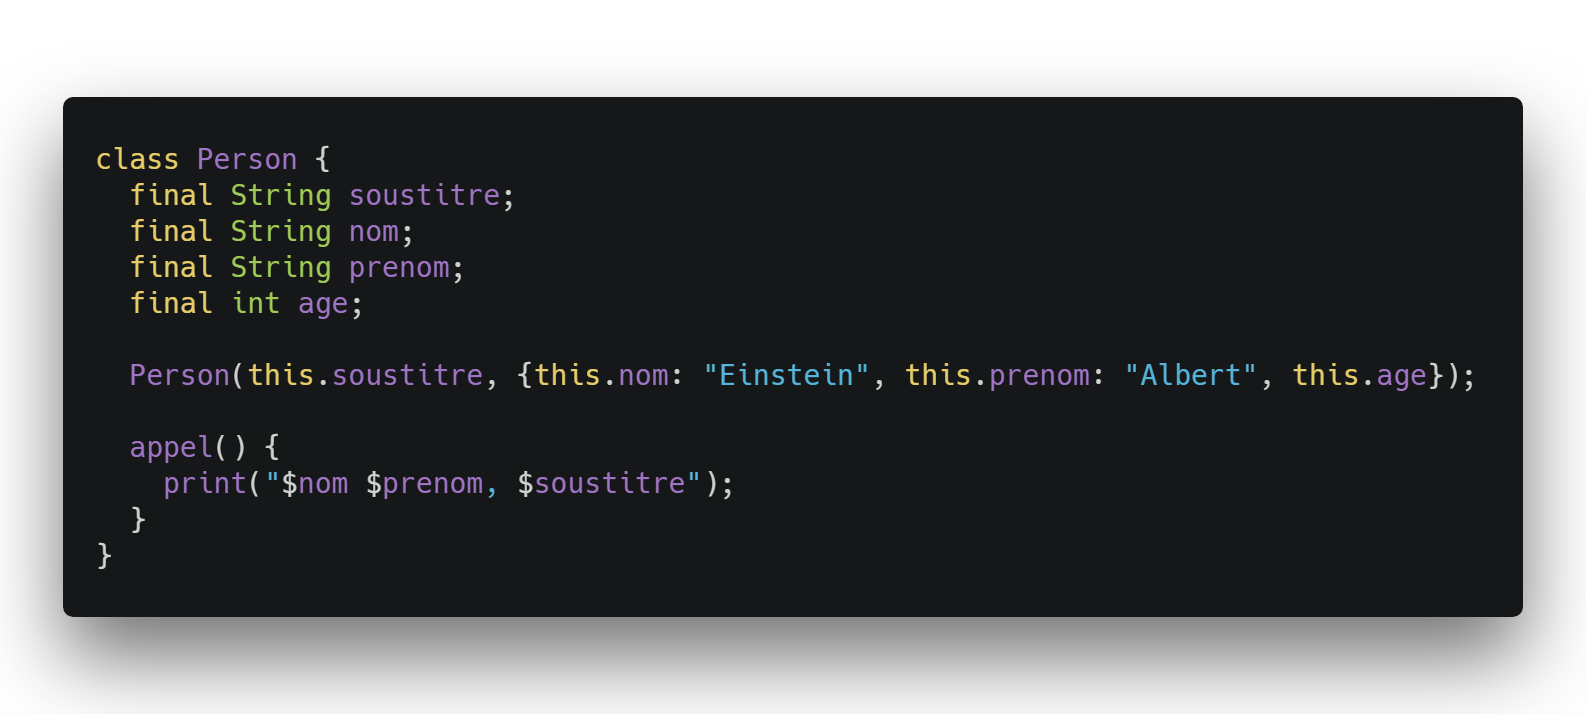 class Person {
  final String soustitre;
  final String nom;
  final String prenom;
  final int age;

  Person(this.soustitre, {this.nom: "Einstein", this.prenom: "Albert", this.age});

  appel() {
    print("$nom $prenom, $soustitre");
  }
}